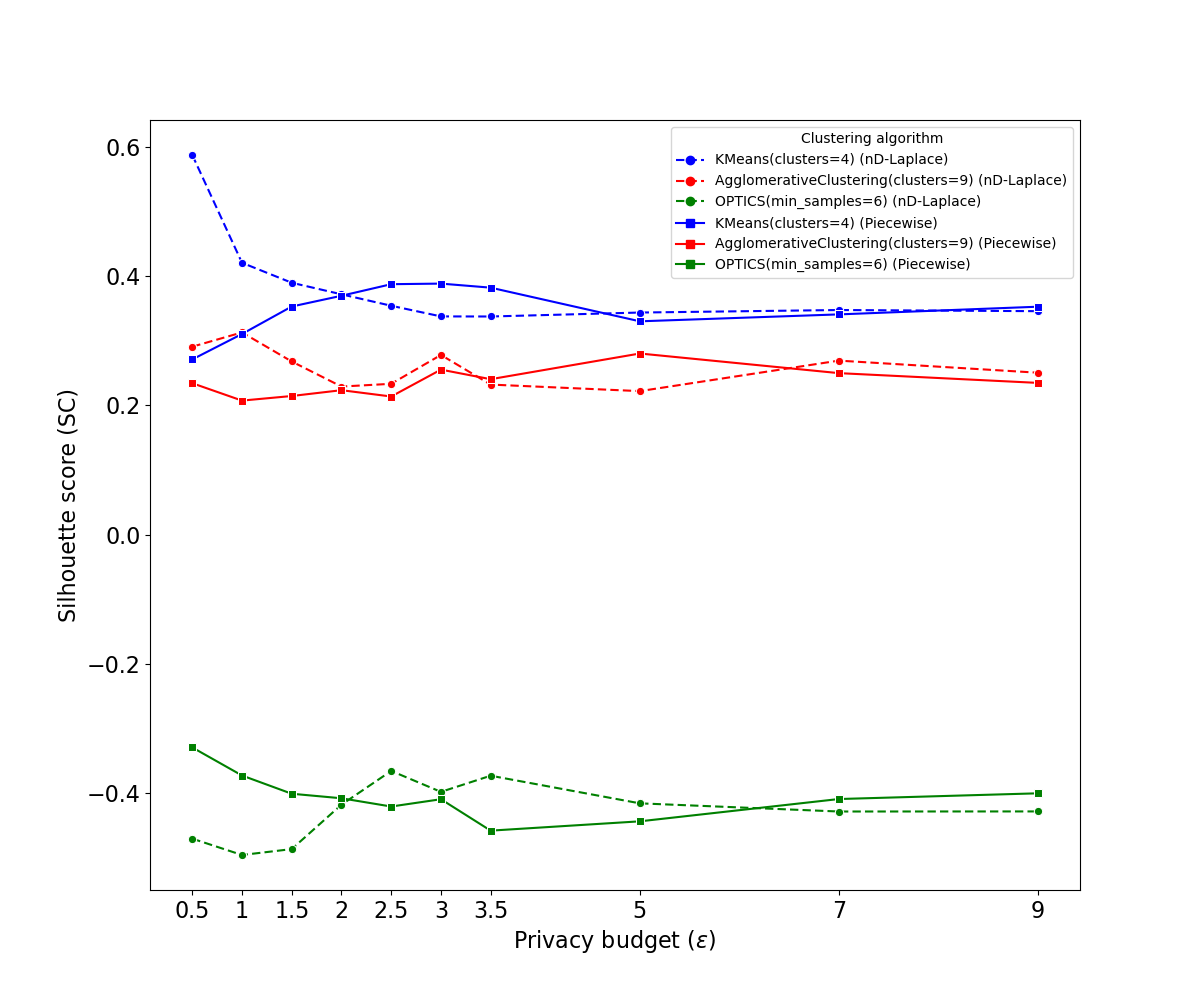 Clustering algorithm
KMeans(clusters=4) (nD-Laplace)
AgglomerativeClustering(clusters=9) (nD-Laplace)
OPTICS(min_samples=6) (nD-Laplace)
KMeans(clusters=4) (Piecewise)
AgglomerativeClustering(clusters=9) (Piecewise)
OPTICS(min_samples=6) (Piecewise)
Silhouette score (SC)
0.6
0.4
0.2
0.0
−0.2
−0.4
0.5 1 1.5 2 2.5 3 3.5 5 7 9
Privacy budget (ε)